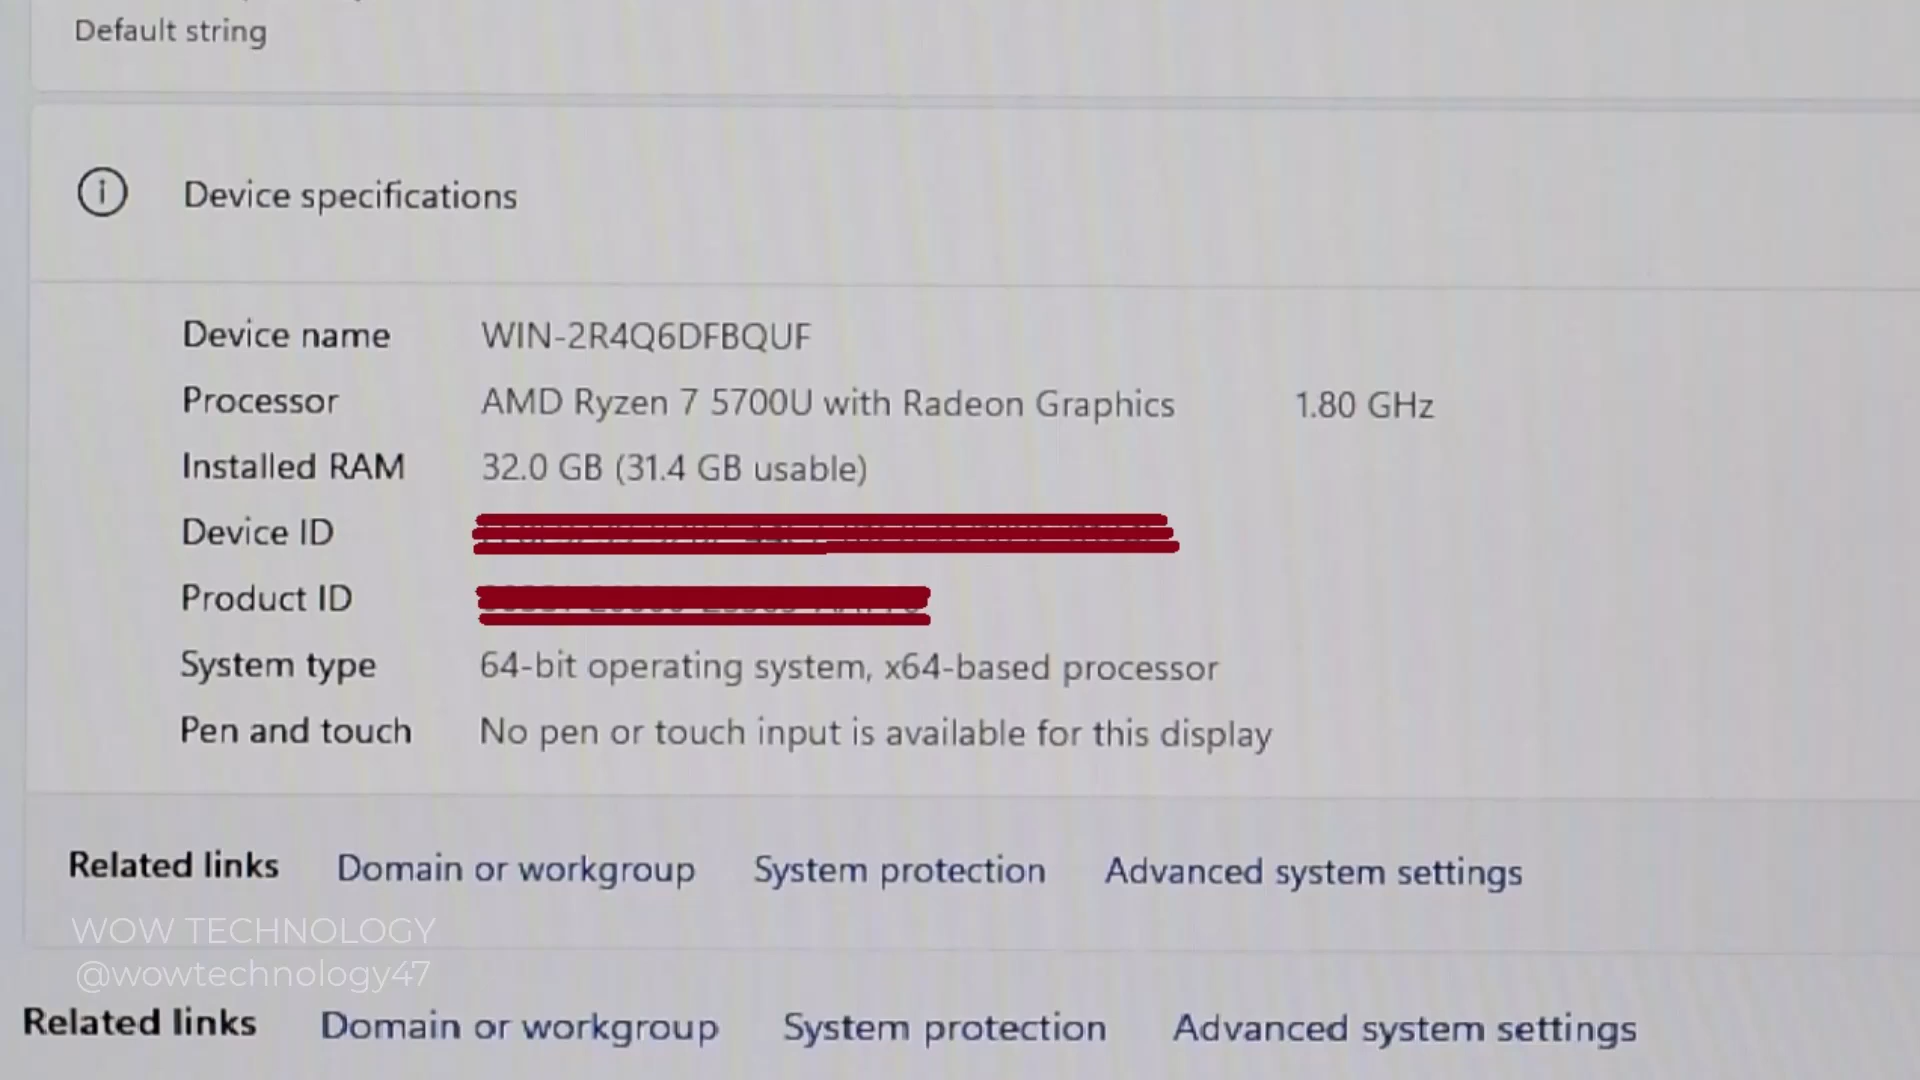 Default string
Device specifications
Device name WIN-2R4Q6DFBQUF
Processor AMD Ryzen 7 5700U with Radeon Graphics 1.80 GHz
Installed RAM 32.0 GB (31.4 GB usable)
Device ID
Product ID
System type 64-bit operating system, x64-based processor
Pen and touch No pen or touch input is available for this display
Related links Domain or workgroup System protection Advanced system settings
WOW TECHNOLOGY
@wowtechnology47
Related links Domain or workgroup System protection Advanced system settings